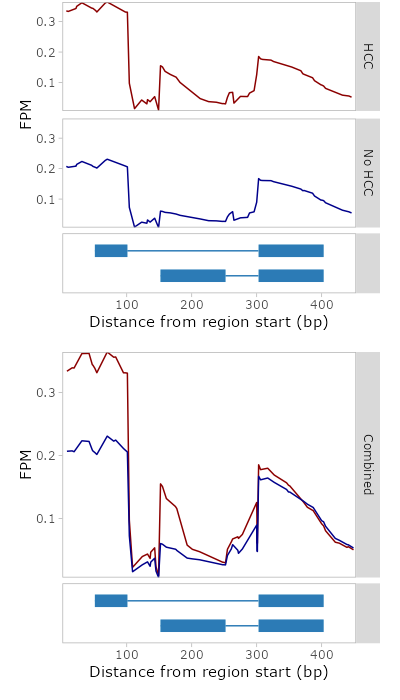 HCC
0.3
0.2
0.1
FPM
No HCC
0.3
0.2
0.1
100 200 300 400
Distance from region start (bp)
Combined
0.3
0.2
0.1
FPM
100 200 300 400
Distance from region start (bp)